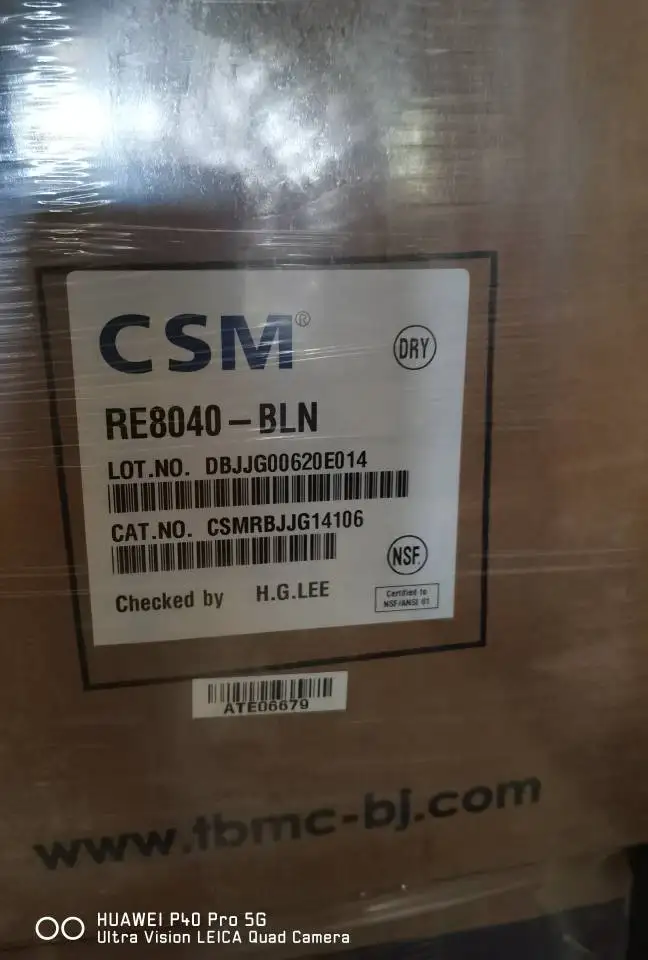 CSM®
DRY
RE8040-BLN
LOT.NO. DBJJG00620E014
CAT.NO. CSMRBJJG14106
NSF.
Checked by H.G.LEE
Certified to
NSF/ANSI 61
ATE06679
www.tbmc-bj.com
HUAWEI P40 Pro 5G
Ultra Vision LEICA Quad Camera